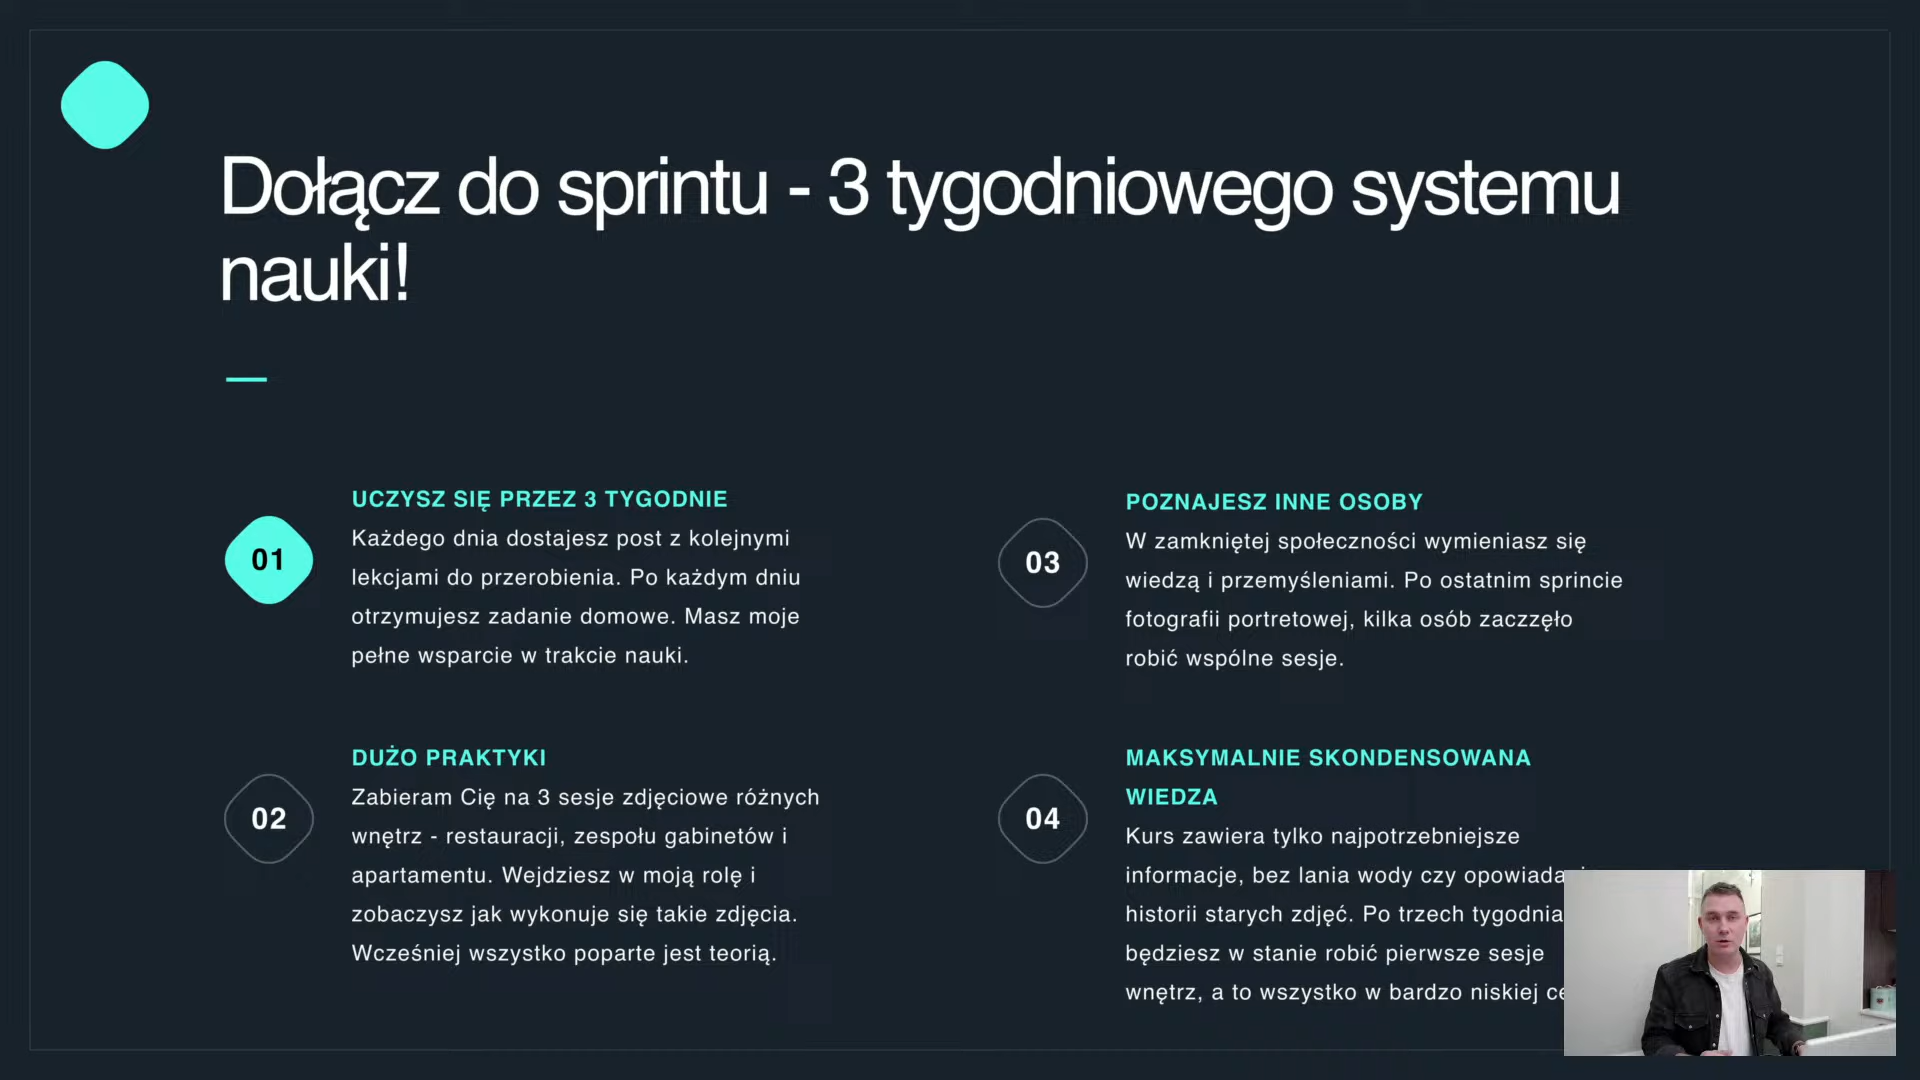 Dołącz do sprintu - 3 tygodniowego systemu
nauki!
01
UCZYSZ SIĘ PRZEZ 3 TYGODNIE
Każdego dnia dostajesz post z kolejnymi
lekcjami do przerobienia. Po każdym dniu
otrzymujesz zadanie domowe. Masz moje
pełne wsparcie w trakcie nauki.
02
DUŻO PRAKTYKI
Zabieram Cię na 3 sesje zdjęciowe różnych
wnętrz - restauracji, zespołu gabinetów i
apartamentu. Wejdziesz w moją rolę i
zobaczysz jak wykonuje się takie zdjęcia.
Wcześniej wszystko poparte jest teorią.
03
POZNAJESZ INNE OSOBY
W zamkniętej społeczności wymieniasz się
wiedzą i przemyśleniami. Po ostatnim sprincie
fotografii portretowej, kilka osób zaczzęło
robić wspólne sesje.
04
MAKSYMALNIE SKONDENSOWANA
WIEDZA
Kurs zawiera tylko najpotrzebniejsze
informacje, bez lania wody czy
historii starych zdjęć. Po trzech
będziesz w stanie robić pierwsze sesje
wnętrz, a to wszystko w bardzo niskiej